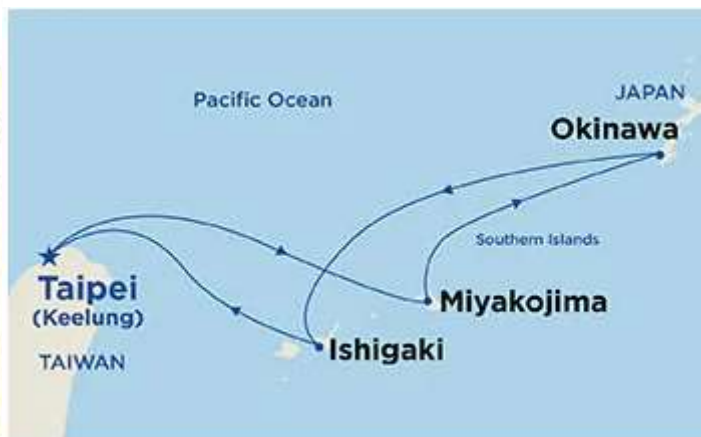 JAPAN
Pacific Ocean
Okinawa
Southern Islands
Taipei
(Keelung)
Miyakojima
Ishigaki
TAIWAN